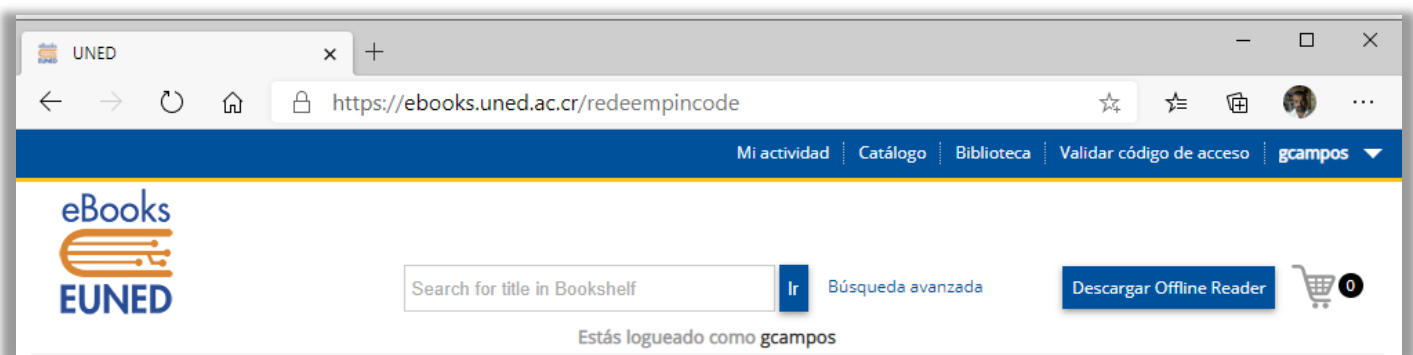 UNED
https://ebooks.uned.ac.cr/redeempincode
Mi actividad Catálogo Biblioteca Validar código de acceso gcampos
eBooks
EUNED
Search for title in Bookshelf Ir Búsqueda avanzada Descargar Offline Reader 0
Estás logueado como gcampos